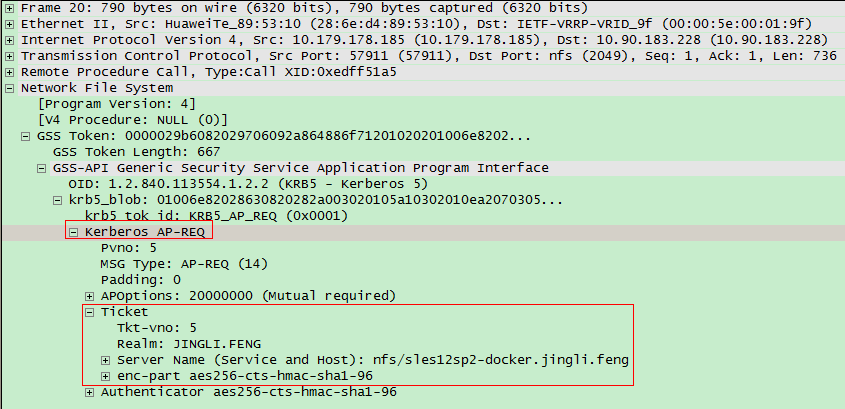 Frame 20: 790 bytes on wire (6320 bits), 790 bytes captured (6320 bits)
Ethernet II, Src: HuaweiTe_89:53:10 (28:6e:d4:89:53:10), Dst: IETF-VRRP-VRID_9f (00:00:5e:00:01:9f)
Internet Protocol Version 4, Src: 10.179.178.185 (10.179.178.185), Dst: 10.90.183.228 (10.90.183.228)
Transmission Control Protocol, Src Port: 57911 (57911), Dst Port: nfs (2049), Seq: 1, Ack: 1, Len: 736
Remote Procedure Call, Type:Call XID:0xedff51a5
Network File System
[Program Version: 4]
[V4 Procedure: NULL (0)]
GSS Token: 0000029b6082029706092a864886f71201020201006e8202...
GSS Token Length: 667
GSS-API Generic Security Service Application Program Interface
OID: 1.2.840.113554.1.2.2 (KRB5 - Kerberos 5)
krb5_blob: 01006e82028630820282a003020105a10302010ea2070305...
krb5_tok_id: KRB5_AP_REQ (0x0001)
Kerberos AP-REQ
Pvno: 5
MSG Type: AP-REQ (14)
Padding: 0
APOptions: 20000000 (Mutual required)
Ticket
Tkt-vno: 5
Realm: JINGLI.FENG
Server Name (Service and Host): nfs/sles12sp2-docker.jingli.feng
enc-part aes256-cts-hmac-sha1-96
Authenticator aes256-cts-hmac-sha1-96